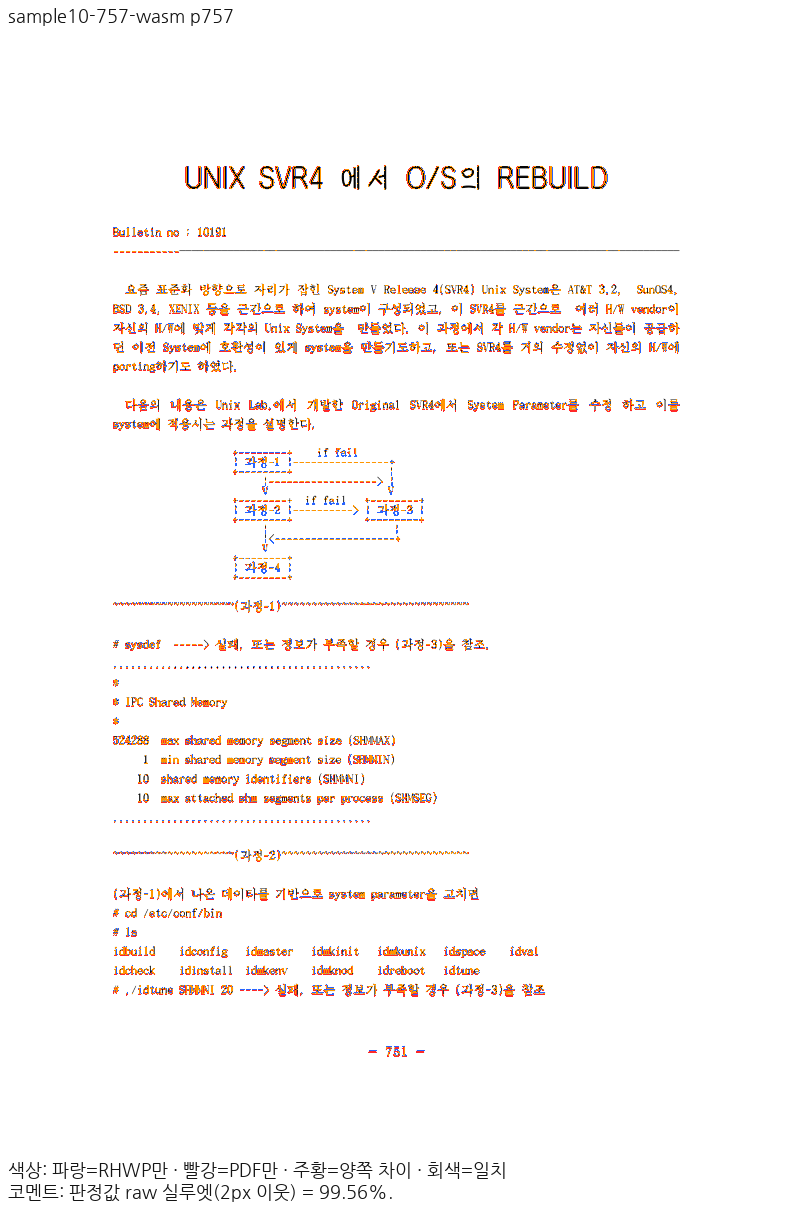 sample10-757-wasm p757
UNIX SVR4 에서 O/S의 REBUILD
Bulletin no : 10191
요즘 표준화 방향으로 자리가 잡힌 System V Release 4(SVR4) Unix System은 AT&T 3.2, SunOS4,
BSD 3.4, XENIX 등을 근간으로 하여 system이 구성되었고, 이 SVR4를 근간으로 여러 H/W vendor이
자신의 H/W에 맞게 각각의 Unix System을 만들었다. 이 과정에서 각 H/W vendor는 자신들이 공급하
던 이전 System에 호환성이 있게 system을 만들기도하고, 또는 SVR4를 거의 수정없이 자신의 H/W에
porting하기도 하였다.
다음의 내용은 Unix Lab.에서 개발한 Original SVR4에서 System Parameter를 수정 하고 이를
system에 적용시는 과정을 설명한다.
+---------+ if fail
| 과정-1 |----------------+
+---------+
|------------------> |
V V
+---------+ if fail +---------+
| 과정-2 |----------> | 과정-3 |
+---------+ +---------+
| |
|<--------------------+
V
+---------+
| 과정-4 |
+---------+
~~~~~~~~~~~~~~~~~~~~(과정-1)~~~~~~~~~~~~~~~~~~~~~~~~~~~~~~~
# sysdef -----> 실패, 또는 정보가 부족할 경우 (과정-3)을 참조.
...........................................
*
* IPC Shared Memory
*
524288 max shared memory segment size (SHMMAX)
1 min shared memory segment size (SHMMIN)
10 shared memory identifiers (SHMMNI)
10 max attached shm segments per process (SHMSEG)
...........................................
~~~~~~~~~~~~~~~~~~~~(과정-2)~~~~~~~~~~~~~~~~~~~~~~~~~~~~~~~
(과정-1)에서 나온 데이타를 기반으로 system parameter을 고치면
# cd /etc/conf/bin
# ls
idbuild idconfig idmaster idmkinit idmkunix idspace idval
idcheck idinstall idmkenv idmknod idreboot idtune
# ./idtune SHMMNI 20 ----> 실패, 또는 정보가 부족할 경우 (과정-3)을 참조
- 751 -
색상: 파랑=RHWP만 · 빨강=PDF만 · 주황=양쪽 차이 · 회색=일치
코멘트: 판정값 raw 실루엣(2px 이웃) = 99.56%.